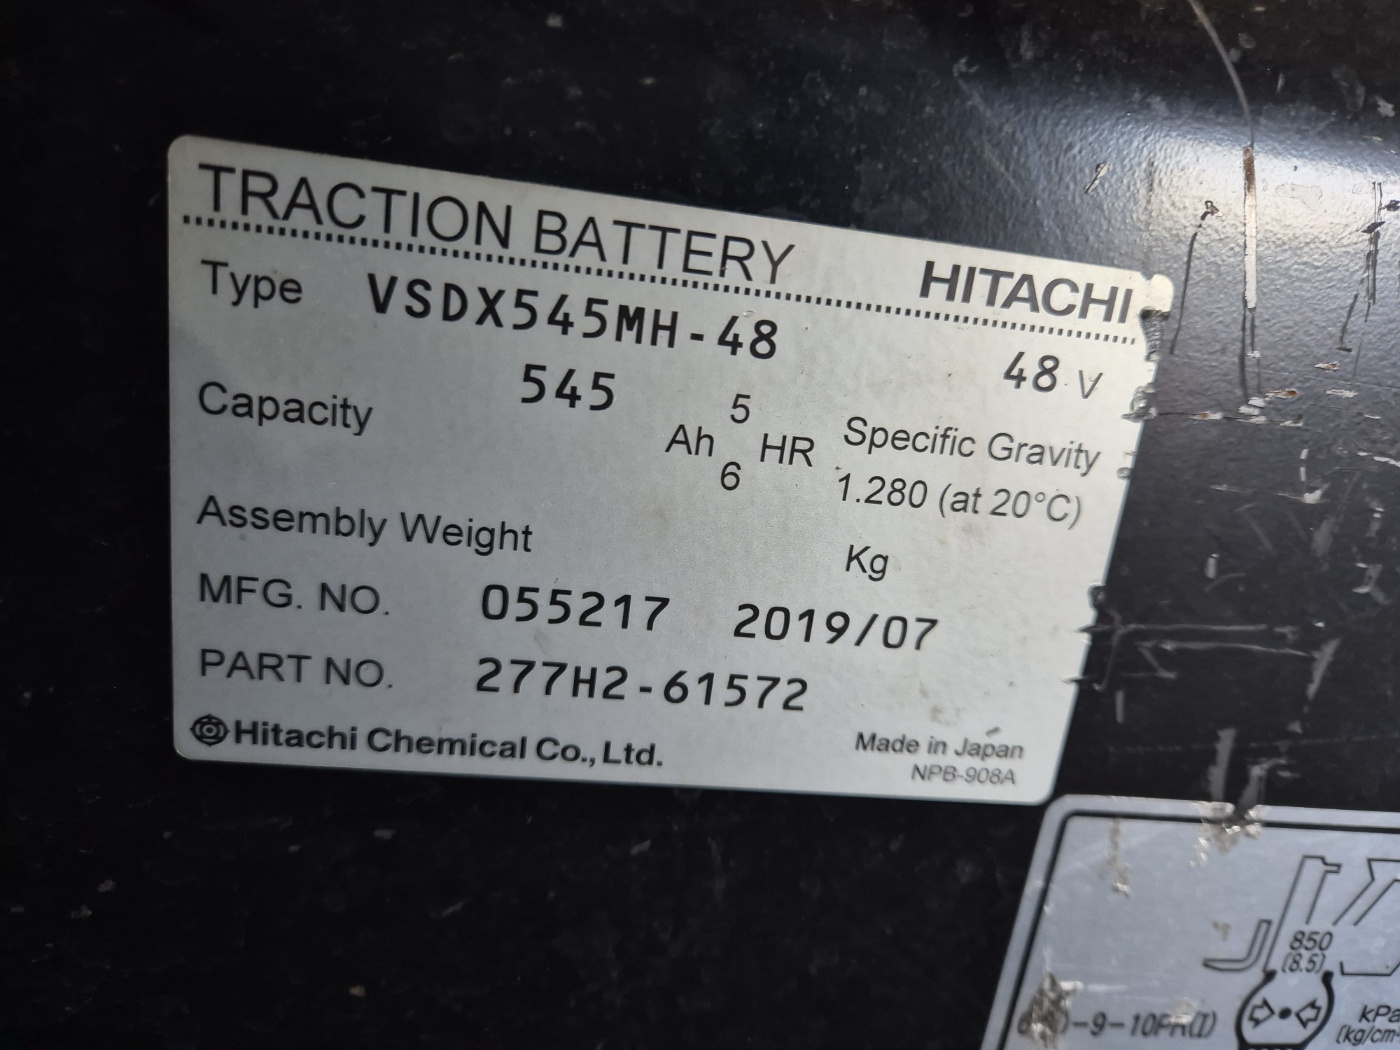 TRACTION BATTERY HITACHI
Type VSDX545MH-48 48 V
Capacity 545 Ah 5 HR
6
Specific Gravity
1.280 (at 20°C)
Assembly Weight Kg
MFG. NO. 055217 2019/07
PART NO. 277H2-61572
Hitachi Chemical Co., Ltd. Made in Japan
NPB-908A
850
(8.5)
-9-10PR(I)
kPa
(kg/cm